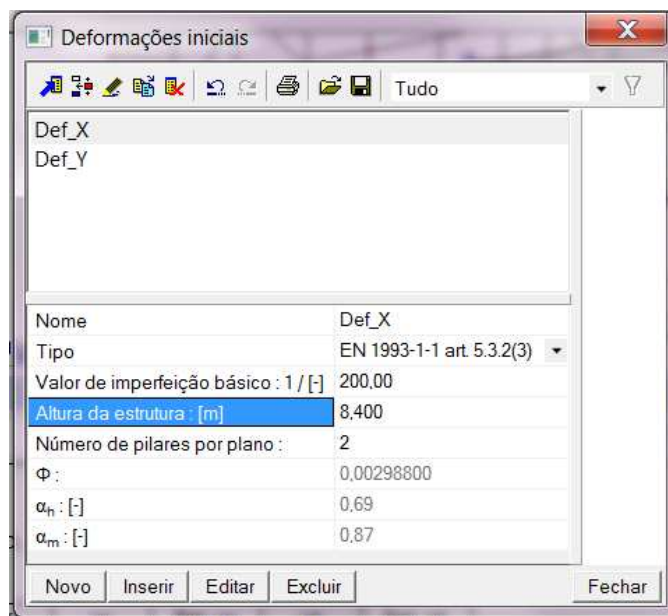 Deformações iniciais
Tudo
Def_X
Def_Y
Nome Def_X
Tipo EN 1993-1-1 art. 5.3.2(3)
Valor de imperfeição básico : 1 / [-] 200,00
Altura da estrutura : [m] 8,400
Número de pilares por plano : 2
Φ : 0,00298800
αh : [-] 0,69
αm : [-] 0,87
Novo Inserir Editar Excluir Fechar